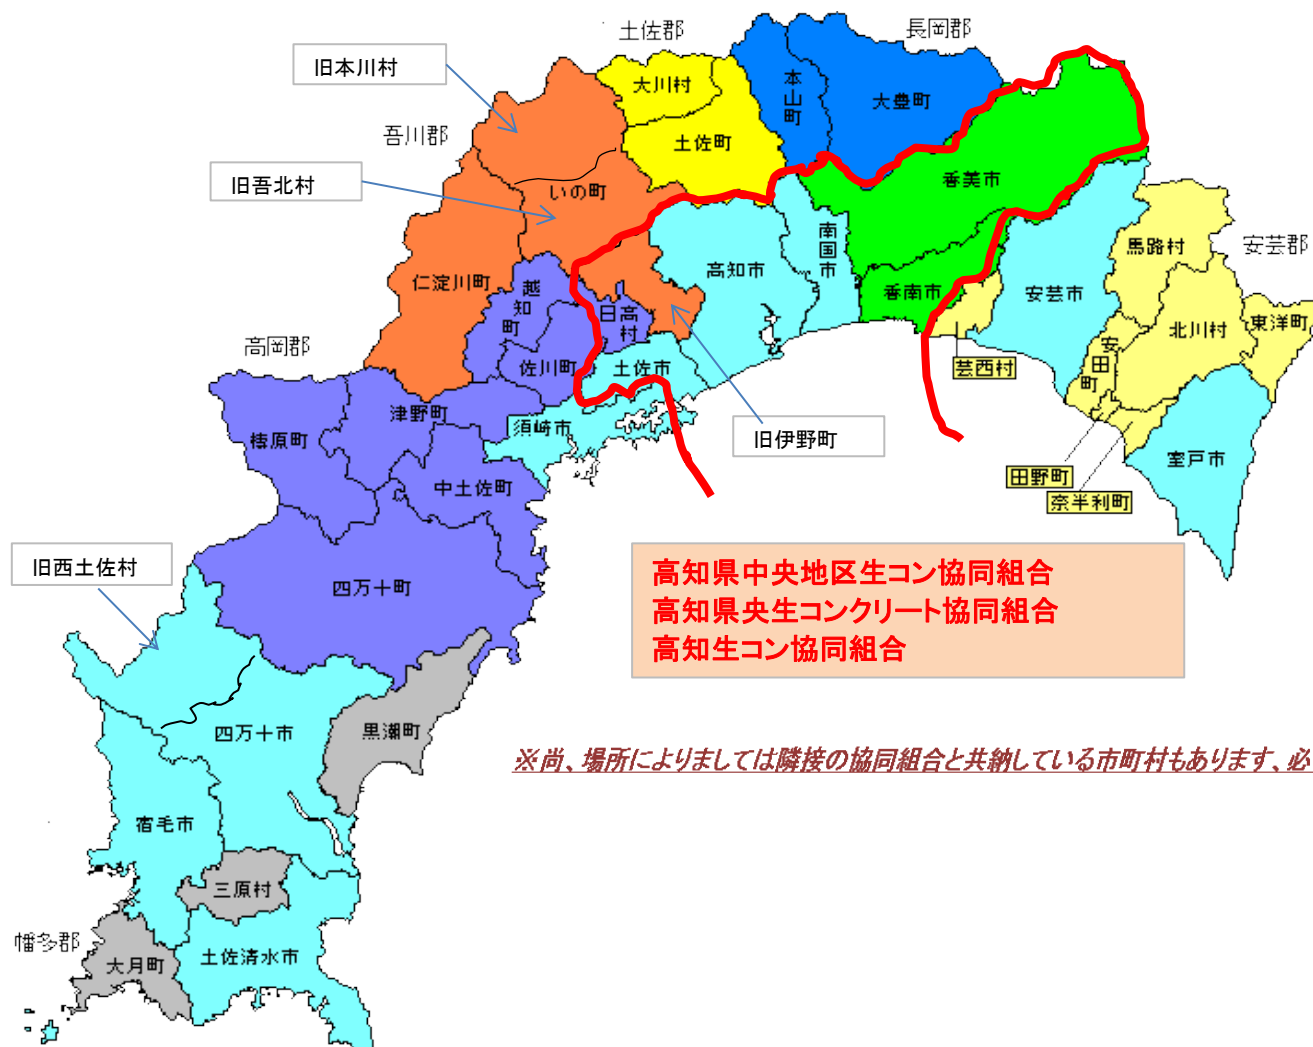 土佐郡
長岡郡
旧本川村
大川村
本山町
大豊町
吾川郡
土佐町
旧吾北村
いの町
香美市
南国市
馬路村
安芸郡
高知市
仁淀川町
越知町
香南市
安芸市
日高村
北川村
東洋町
高岡郡
佐川町
土佐市
芸西村
安田町
津野町
須崎市
旧伊野町
梼原町
中土佐町
室戸市
田野町
奈半利町
旧西土佐村
四万十町
高知県中央地区生コン協同組合
高知県央生コンクリート協同組合
高知生コン協同組合
四万十市
黒潮町
※尚、場所によりましては隣接の協同組合と共納している市町村もあります、必
宿毛市
三原村
幡多郡
大月町
土佐清水市